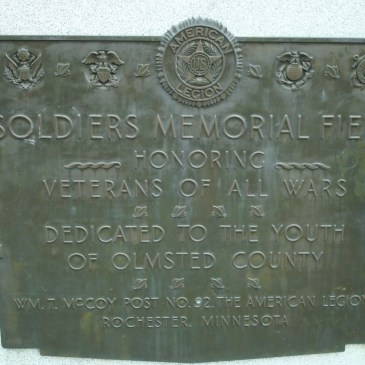 AMERICAN
LEGION
US
SOLDIERS MEMORIAL FIE
HONORING
VETERANS OF ALL WARS
DEDICATED TO THE YOUTH
OF OLMSTED COUNTY
WM. T. McCOY POST NO. 92, THE AMERICAN LEGION
ROCHESTER, MINNESOTA